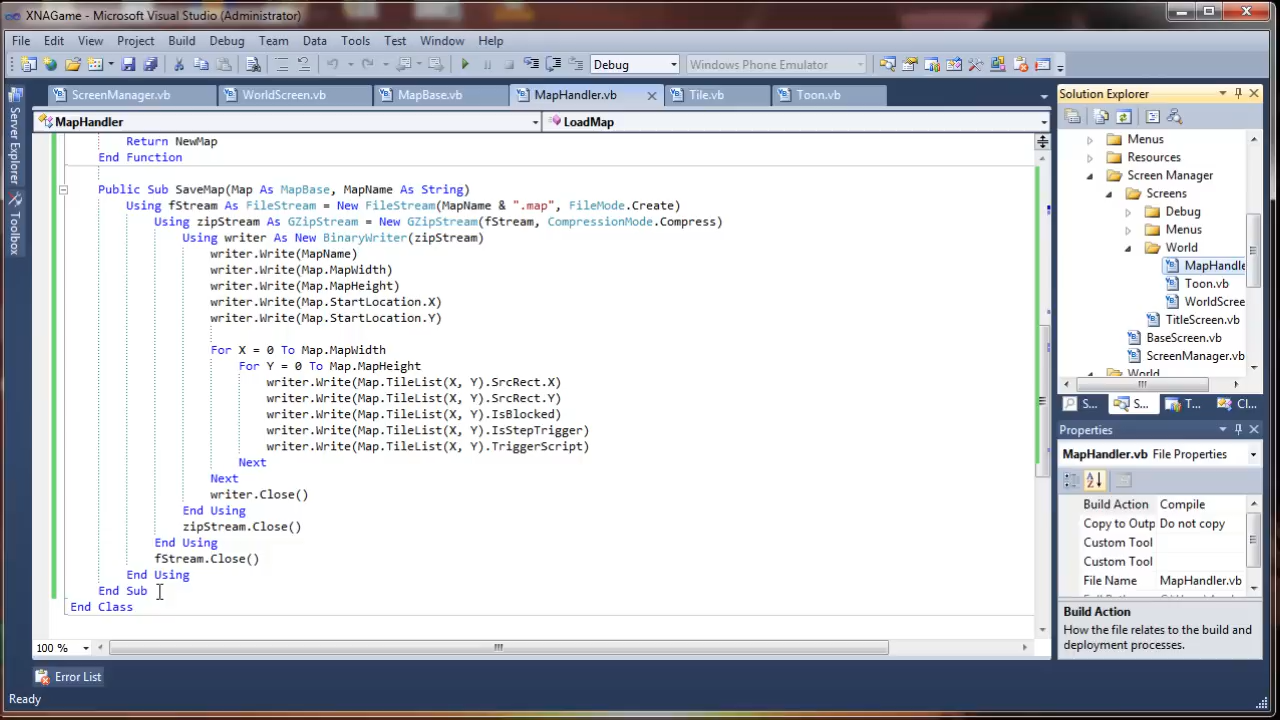 XNAGame - Microsoft Visual Studio (Administrator)
File Edit View Project Build Debug Team Data Tools Test Window Help
Debug Windows Phone Emulator
ScreenManager.vb WorldScreen.vb MapBase.vb MapHandler.vb Tile.vb Toon.vb
MapHandler LoadMap
Server Explorer
Toolbox
Return NewMap
End Function
Public Sub SaveMap(Map As MapBase, MapName As String)
Using fStream As FileStream = New FileStream(MapName & ".map", FileMode.Create)
Using zipStream As GZipStream = New GZipStream(fStream, CompressionMode.Compress)
Using writer As New BinaryWriter(zipStream)
writer.Write(MapName)
writer.Write(Map.MapWidth)
writer.Write(Map.MapHeight)
writer.Write(Map.StartLocation.X)
writer.Write(Map.StartLocation.Y)
For X = 0 To Map.MapWidth
For Y = 0 To Map.MapHeight
writer.Write(Map.TileList(X, Y).SrcRect.X)
writer.Write(Map.TileList(X, Y).SrcRect.Y)
writer.Write(Map.TileList(X, Y).IsBlocked)
writer.Write(Map.TileList(X, Y).IsStepTrigger)
writer.Write(Map.TileList(X, Y).TriggerScript)
Next
Next
writer.Close()
End Using
zipStream.Close()
End Using
fStream.Close()
End Using
End Sub
End Class
100 %
Error List
Ready
Solution Explorer
Menus
Resources
Screen Manager
Screens
Debug
Menus
World
MapHandle
Toon.vb
WorldScree
TitleScreen.vb
BaseScreen.vb
ScreenManager.vb
World
S... S... T... Cl...
Properties
MapHandler.vb File Properties
Build Action Compile
Copy to Outp Do not copy
Custom Tool
Custom Tool
File Name MapHandler.vb
Build Action
How the file relates to the build and
deployment processes.